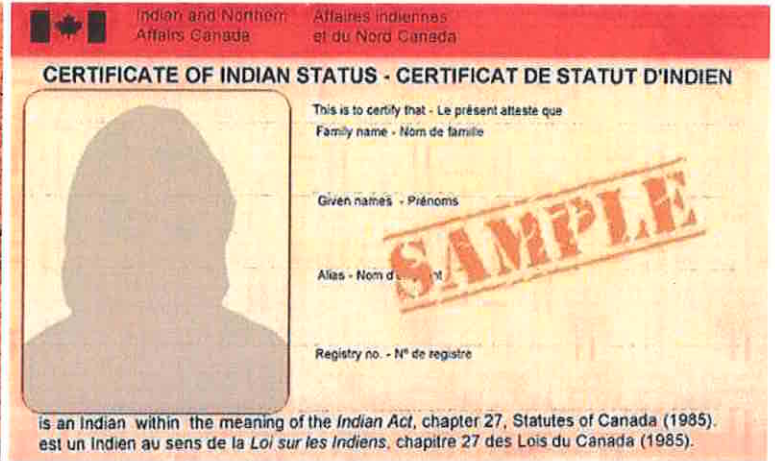 Indian and Northern Affaires indiennes
Affairs Canada et du Nord Canada
CERTIFICATE OF INDIAN STATUS - CERTIFICAT DE STATUT D'INDIEN
This is to certify that - Le présent atteste que
Family name - Nom de famille
Given names - Prénoms
SAMPLE
Alias - Nom
Registry no. - N° de registre
is an Indian within the meaning of the Indian Act, chapter 27, Statutes of Canada (1985).
est un Indien au sens de la Loi sur les Indiens, chapitre 27 des Lois du Canada (1985).